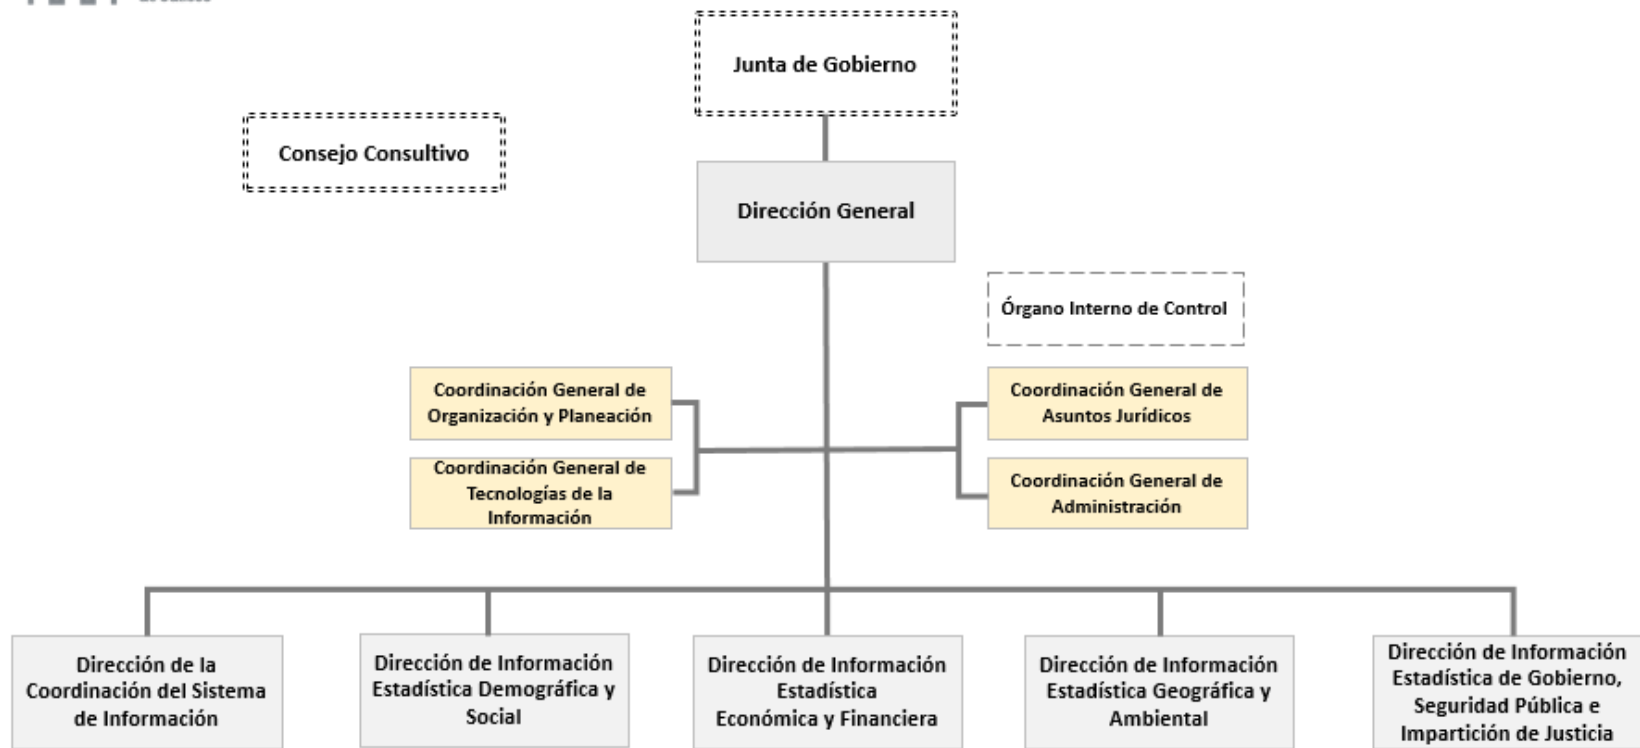 Junta de Gobierno
Consejo Consultivo
Dirección General
Órgano Interno de Control
Coordinación General de
Organización y Planeación
Coordinación General de
Asuntos Jurídicos
Coordinación General de
Tecnologías de la
Información
Coordinación General de
Administración
Dirección de la
Coordinación del Sistema
de Información
Dirección de Información
Estadística Demográfica y
Social
Dirección de Información
Estadística
Económica y Financiera
Dirección de Información
Estadística Geográfica y
Ambiental
Dirección de Información
Estadística de Gobierno,
Seguridad Pública e
Impartición de Justicia